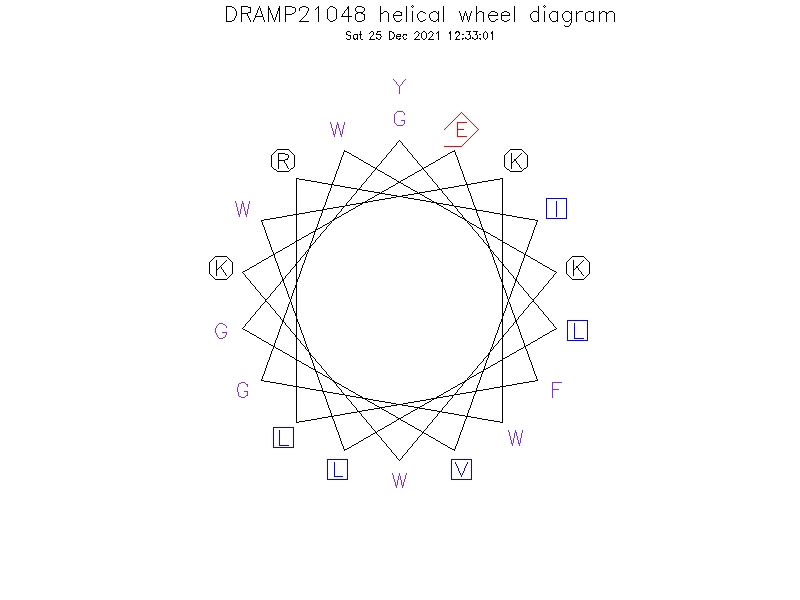 DRAMP21048 helical wheel diagram
Sat 25 Dec 2021 12:33:01
Y
G
W E
R K
W I
K K
G L
G F
L W
L V
W